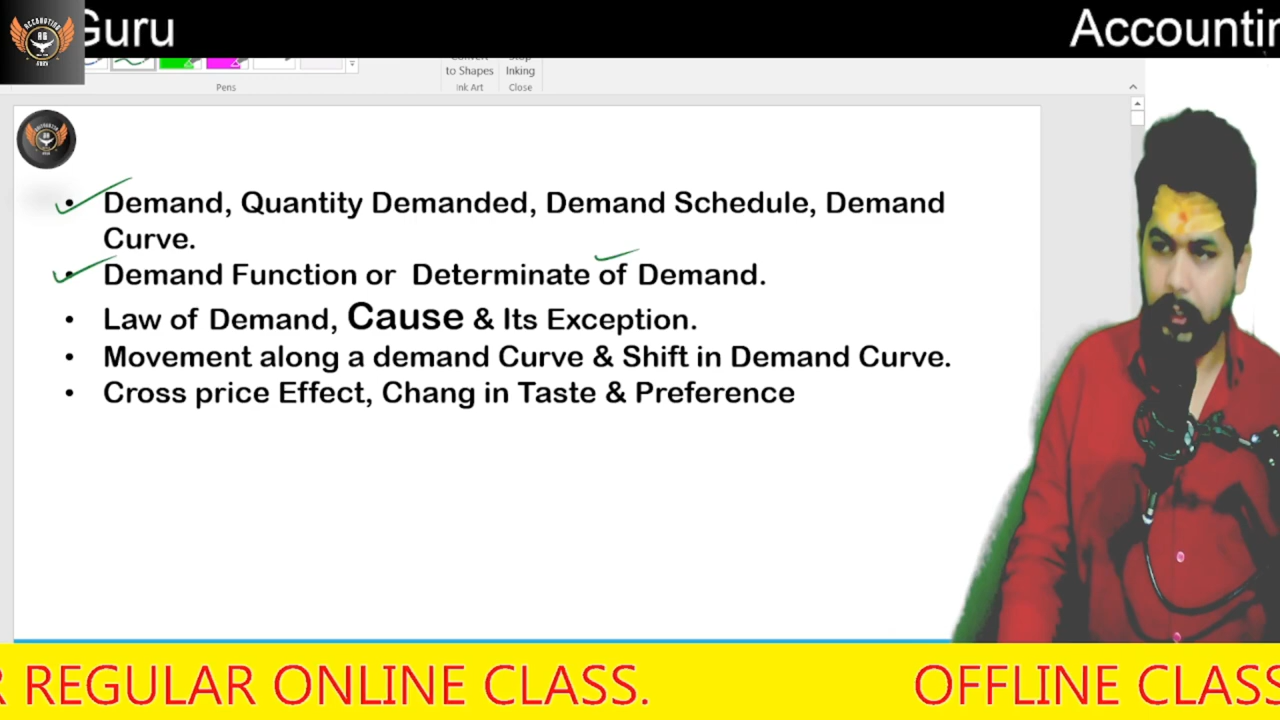 Guru
Accountin
to Shapes
Inking
Pens
Ink Art
Close
• Demand, Quantity Demanded, Demand Schedule, Demand
Curve.
• Demand Function or Determinate of Demand.
• Law of Demand, Cause & Its Exception.
• Movement along a demand Curve & Shift in Demand Curve.
• Cross price Effect, Chang in Taste & Preference
R REGULAR ONLINE CLASS.
OFFLINE CLASS